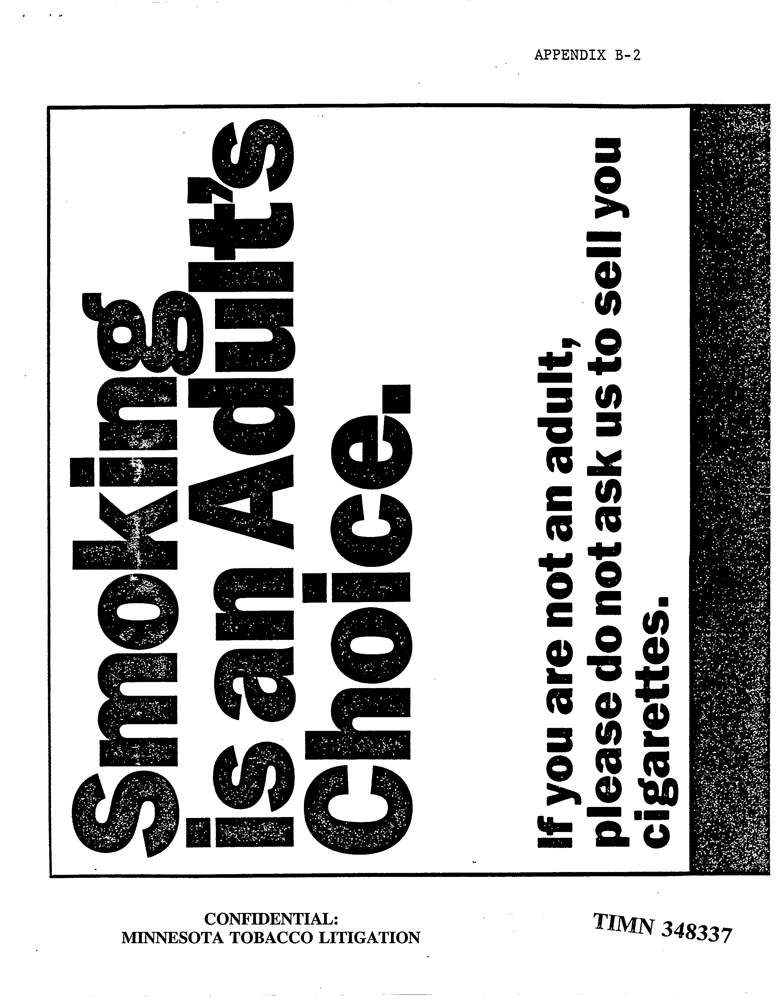 APPENDIX B-2
Smoking
is an Adult's
Choice.
If you are not an adult,
please do not ask us to sell you
cigarettes.
CONFIDENTIAL:
MINNESOTA TOBACCO LITIGATION
TIMN 348337